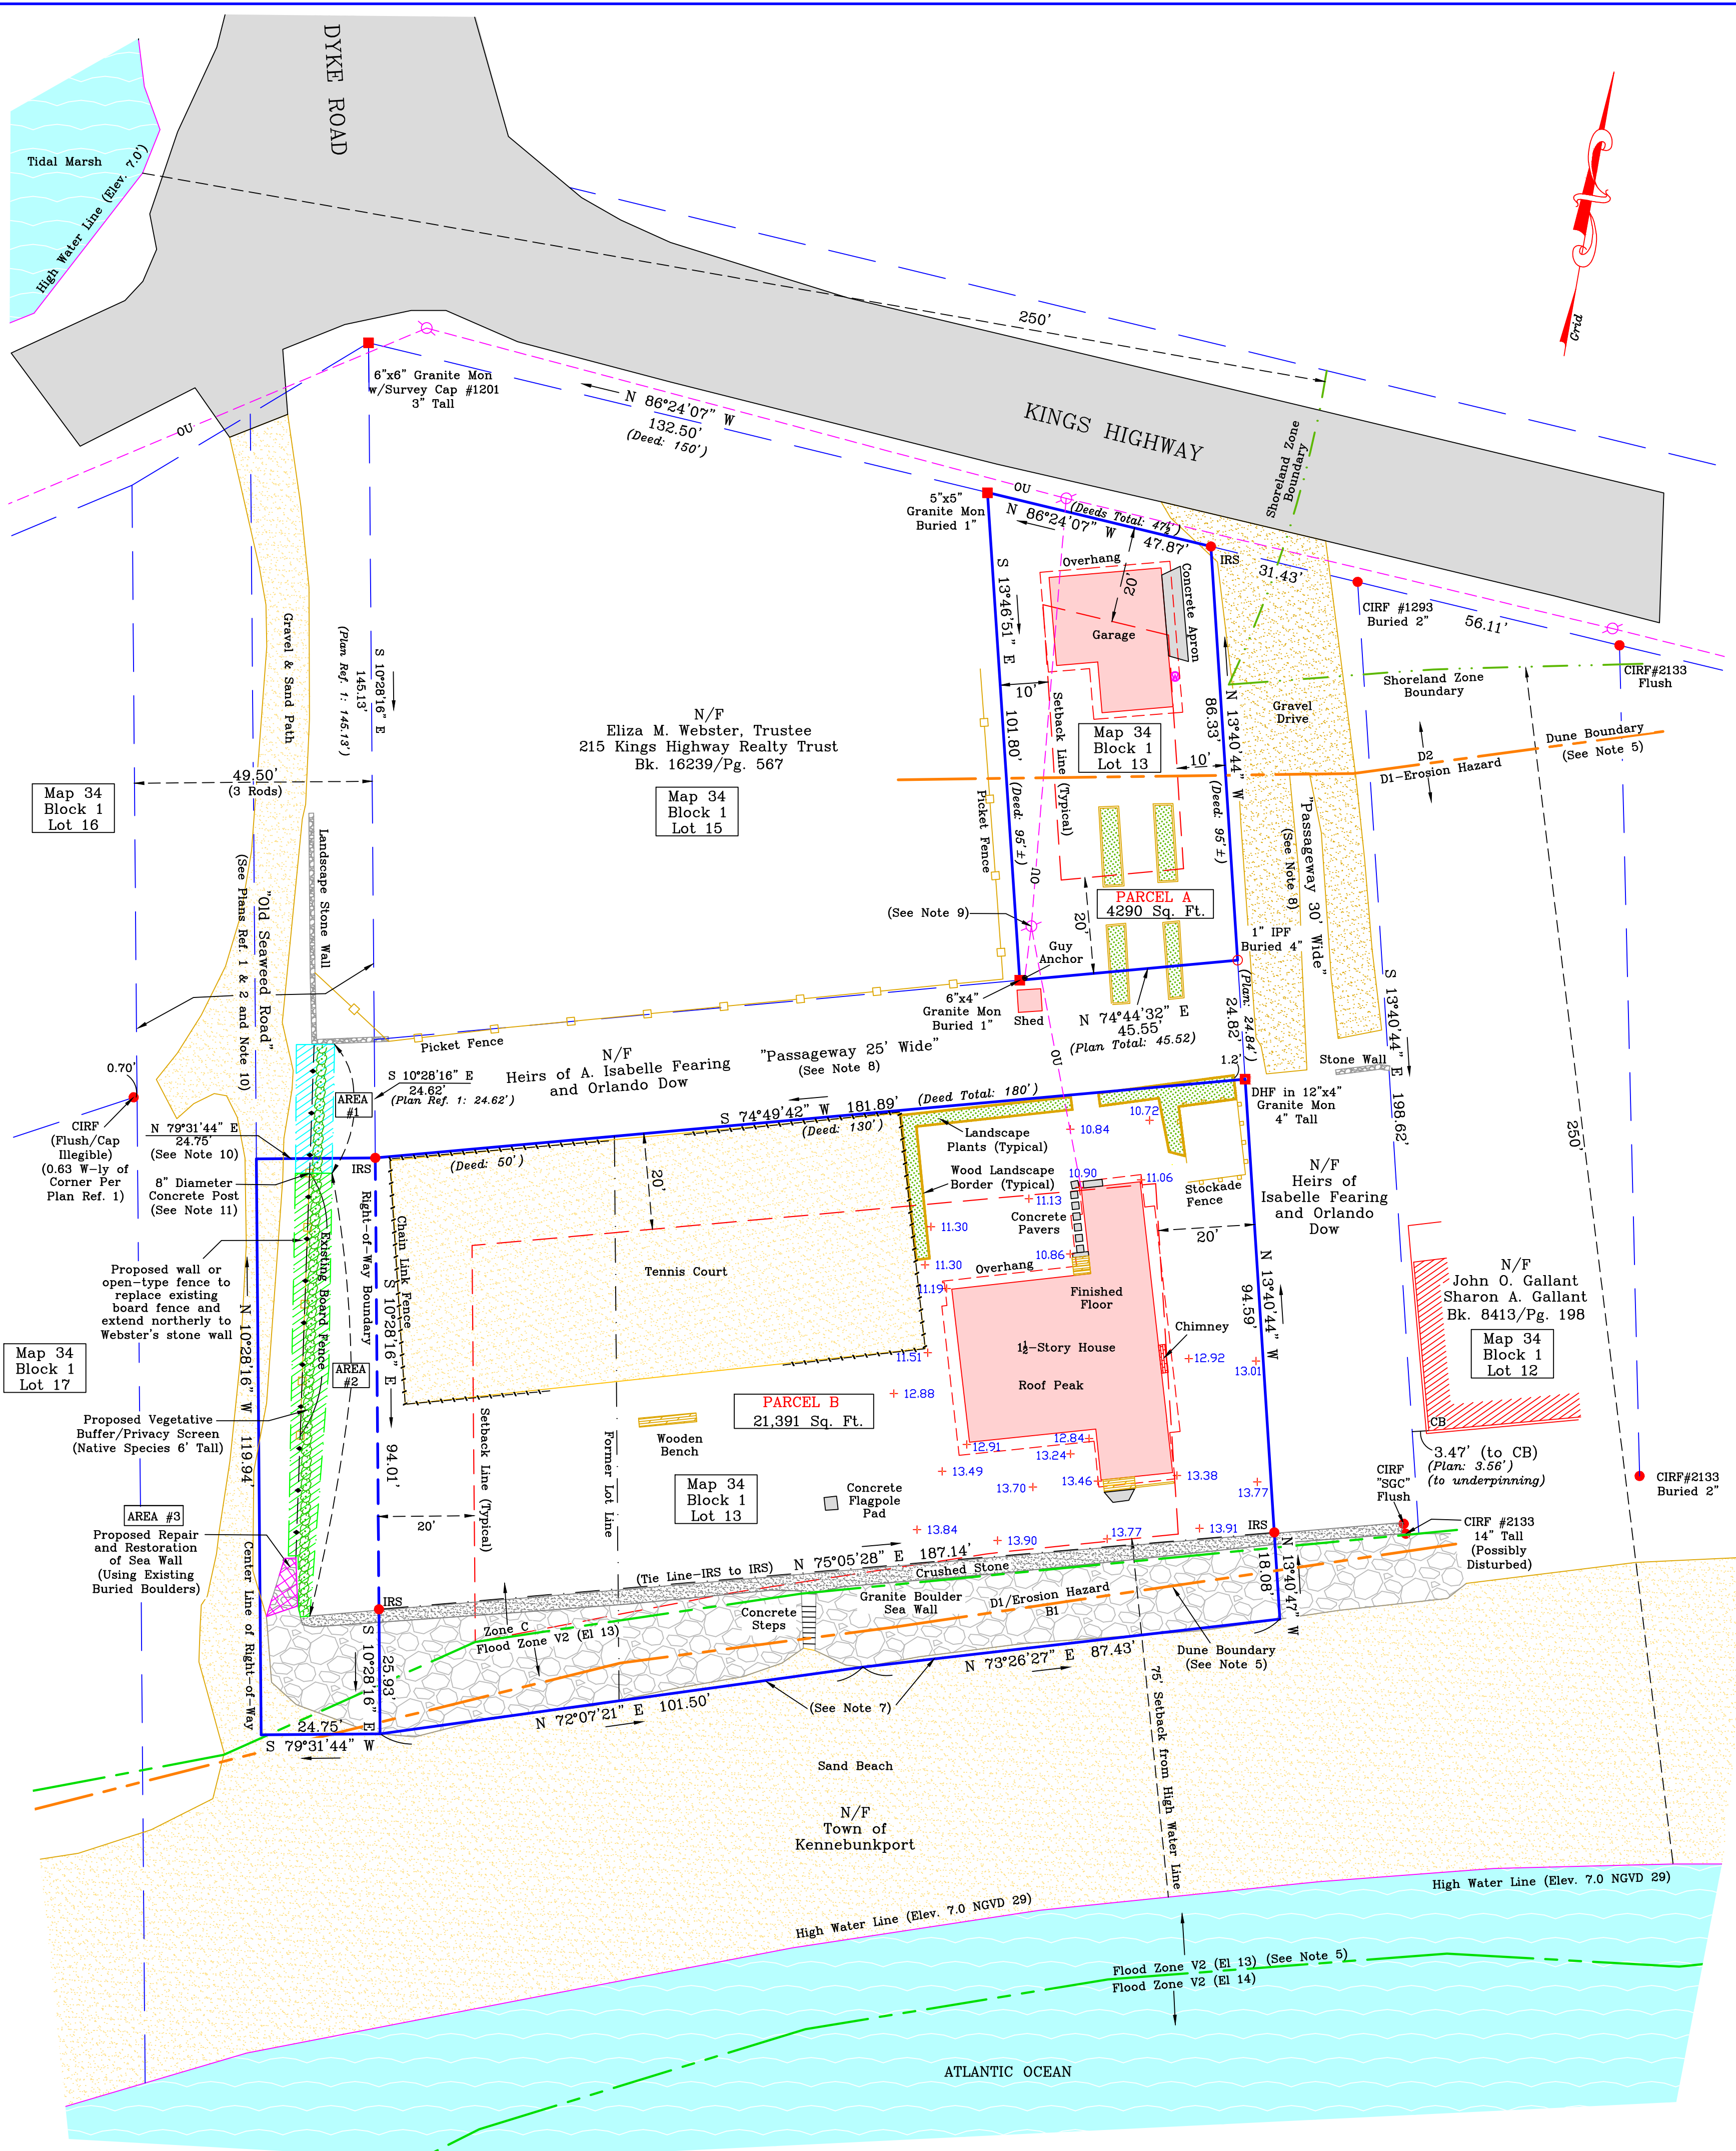 DYKE ROAD
Tidal Marsh
High Water Line (Elev. 7.0')
Grid
250'
KINGS HIGHWAY
Shoreland Zone
Boundary
6"x6" Granite Mon
w/Survey Cap #1201
3" Tall
N 86°24'07" W
132.50'
(Deed: 150')
OU
5"x5"
Granite Mon
Buried 1"
OU
(Deeds Total: 47½')
N 86°24'07" W
47.87'
IRS
31.43'
CIRF #1293
Buried 2"
56.11'
CIRF#2133
Flush
Shoreland Zone
Boundary
Overhang
20'
Garage
Concrete Apron
S 13°46'51" E
101.80'
(Deed: 95'±)
10'
Setback Line (Typical)
Map 34
Block 1
Lot 13
10'
N 13°40'44" W
86.33'
(Deed: 95'±)
Gravel
Drive
D2
D1-Erosion Hazard
Dune Boundary
(See Note 5)
"Passageway 30' Wide"
(See Note 8)
Gravel & Sand Path
S 10°28'16" E
145.13'
(Plan Ref. 1: 145.13')
N/F
Eliza M. Webster, Trustee
215 Kings Highway Realty Trust
Bk. 16239/Pg. 567
Map 34
Block 1
Lot 15
49.50'
(3 Rods)
Map 34
Block 1
Lot 16
Landscape Stone Wall
"Old Seaweed Road"
(See Plans Ref. 1 & 2 and Note 10)
Picket Fence
OU
(See Note 9)
PARCEL A
4290 Sq. Ft.
20'
Guy
Anchor
1" IPF
Buried 4"
6"x4"
Granite Mon
Buried 1"
Shed
N 74°44'32" E
45.55'
(Plan Total: 45.52)
(Plan: 24.84')
24.82'
1.2'
S 13°40'44" E
198.62'
Stone Wall
Picket Fence
N/F
Heirs of A. Isabelle Fearing
and Orlando Dow
"Passageway 25' Wide"
(See Note 8)
OU
0.70'
CIRF
(Flush/Cap
Illegible)
(0.63 W-ly of
Corner Per
Plan Ref. 1)
AREA
#1
S 10°28'16" E
24.62'
(Plan Ref. 1: 24.62')
N 79°31'44" E
24.75'
(See Note 10)
S 74°49'42" W 181.89'
(Deed Total: 180')
(Deed: 130')
(Deed: 50')
DHF in 12"x4"
Granite Mon
4" Tall
IRS
8" Diameter
Concrete Post
(See Note 11)
Landscape
Plants (Typical)
Wood Landscape
Border (Typical)
Concrete
Pavers
Stockade
Fence
10.72
10.84
10.90
11.06
11.13
11.30
10.86
11.30
11.19
20'
20'
N/F
Heirs of
Isabelle Fearing
and Orlando
Dow
250'
Proposed wall or
open-type fence to
replace existing
board fence and
extend northerly to
Webster's stone wall
Existing Board Fence
Right-of-Way Boundary
Chain Link Fence
Tennis Court
Overhang
Finished
Floor
Chimney
1½-Story House
Roof Peak
N 13°40'44" W
94.59'
N/F
John O. Gallant
Sharon A. Gallant
Bk. 8413/Pg. 198
Map 34
Block 1
Lot 12
Map 34
Block 1
Lot 17
N 10°28'16" W 119.94'
AREA
#2
S 10°28'16" E
94.01'
11.51
12.88
12.92
13.01
PARCEL B
21,391 Sq. Ft.
Wooden
Bench
Proposed Vegetative
Buffer/Privacy Screen
(Native Species 6' Tall)
Setback Line (Typical)
Former Lot Line
12.91
12.84
13.24
13.49
13.70
13.46
13.38
13.77
CB
3.47' (to CB)
(Plan: 3.56')
(to underpinning)
CIRF
"SGC"
Flush
CIRF#2133
Buried 2"
Map 34
Block 1
Lot 13
Concrete
Flagpole
Pad
AREA #3
Proposed Repair
and Restoration
of Sea Wall
(Using Existing
Buried Boulders)
20'
13.84
13.90
13.77
13.91
IRS
CIRF #2133
14" Tall
(Possibly
Disturbed)
Center Line of Right-of-Way
(Tie Line-IRS to IRS) N 75°05'28" E 187.14'
Crushed Stone
N 13°40'47" W
18.08'
IRS
Granite Boulder
Sea Wall
D1/Erosion Hazard
B1
Concrete
Steps
Zone C
Flood Zone V2 (El 13)
Dune Boundary
(See Note 5)
S 10°28'16" E
25.93'
N 73°26'27" E 87.43'
(See Note 7)
N 72°07'21" E 101.50'
24.75'
S 79°31'44" W
75' Setback from High Water Line
Sand Beach
N/F
Town of
Kennebunkport
High Water Line (Elev. 7.0 NGVD 29)
High Water Line (Elev. 7.0 NGVD 29)
Flood Zone V2 (El 13) (See Note 5)
Flood Zone V2 (El 14)
ATLANTIC OCEAN